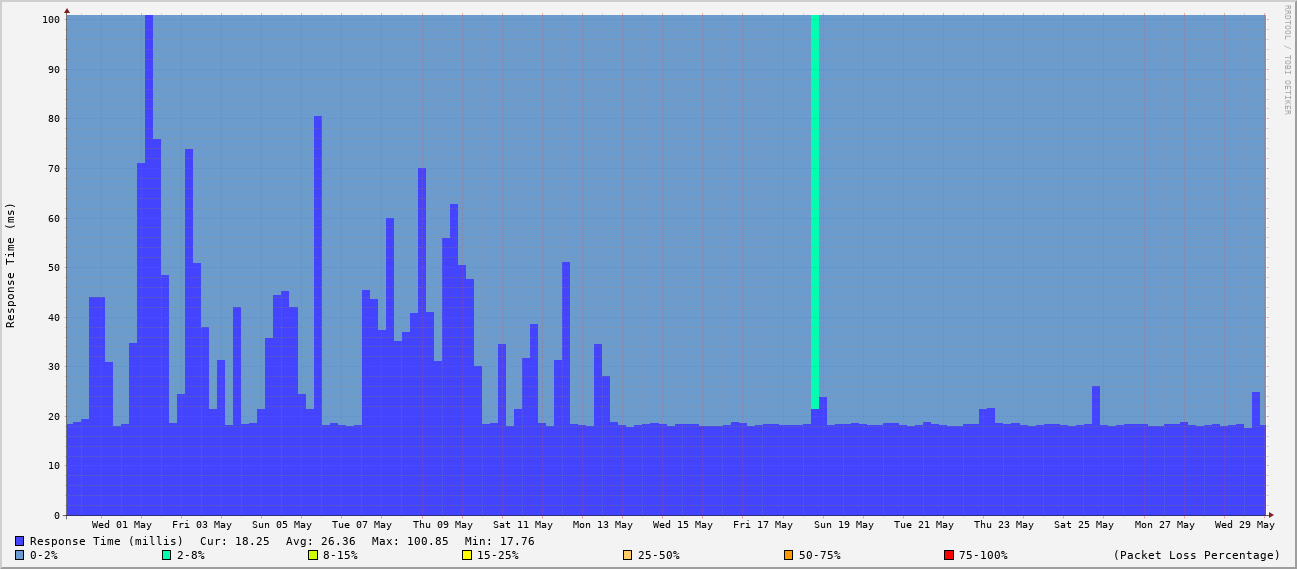 RRDTOOL / TOBI OETIKER
Response Time (ms)
100
90
80
70
60
50
40
30
20
10
0
Wed 01 May Fri 03 May Sun 05 May Tue 07 May Thu 09 May Sat 11 May Mon 13 May Wed 15 May Fri 17 May Sun 19 May Tue 21 May Thu 23 May Sat 25 May Mon 27 May Wed 29 May
Response Time (millis) Cur: 18.25 Avg: 26.36 Max: 100.85 Min: 17.76
0-2% 2-8% 8-15% 15-25% 25-50% 50-75% 75-100% (Packet Loss Percentage)